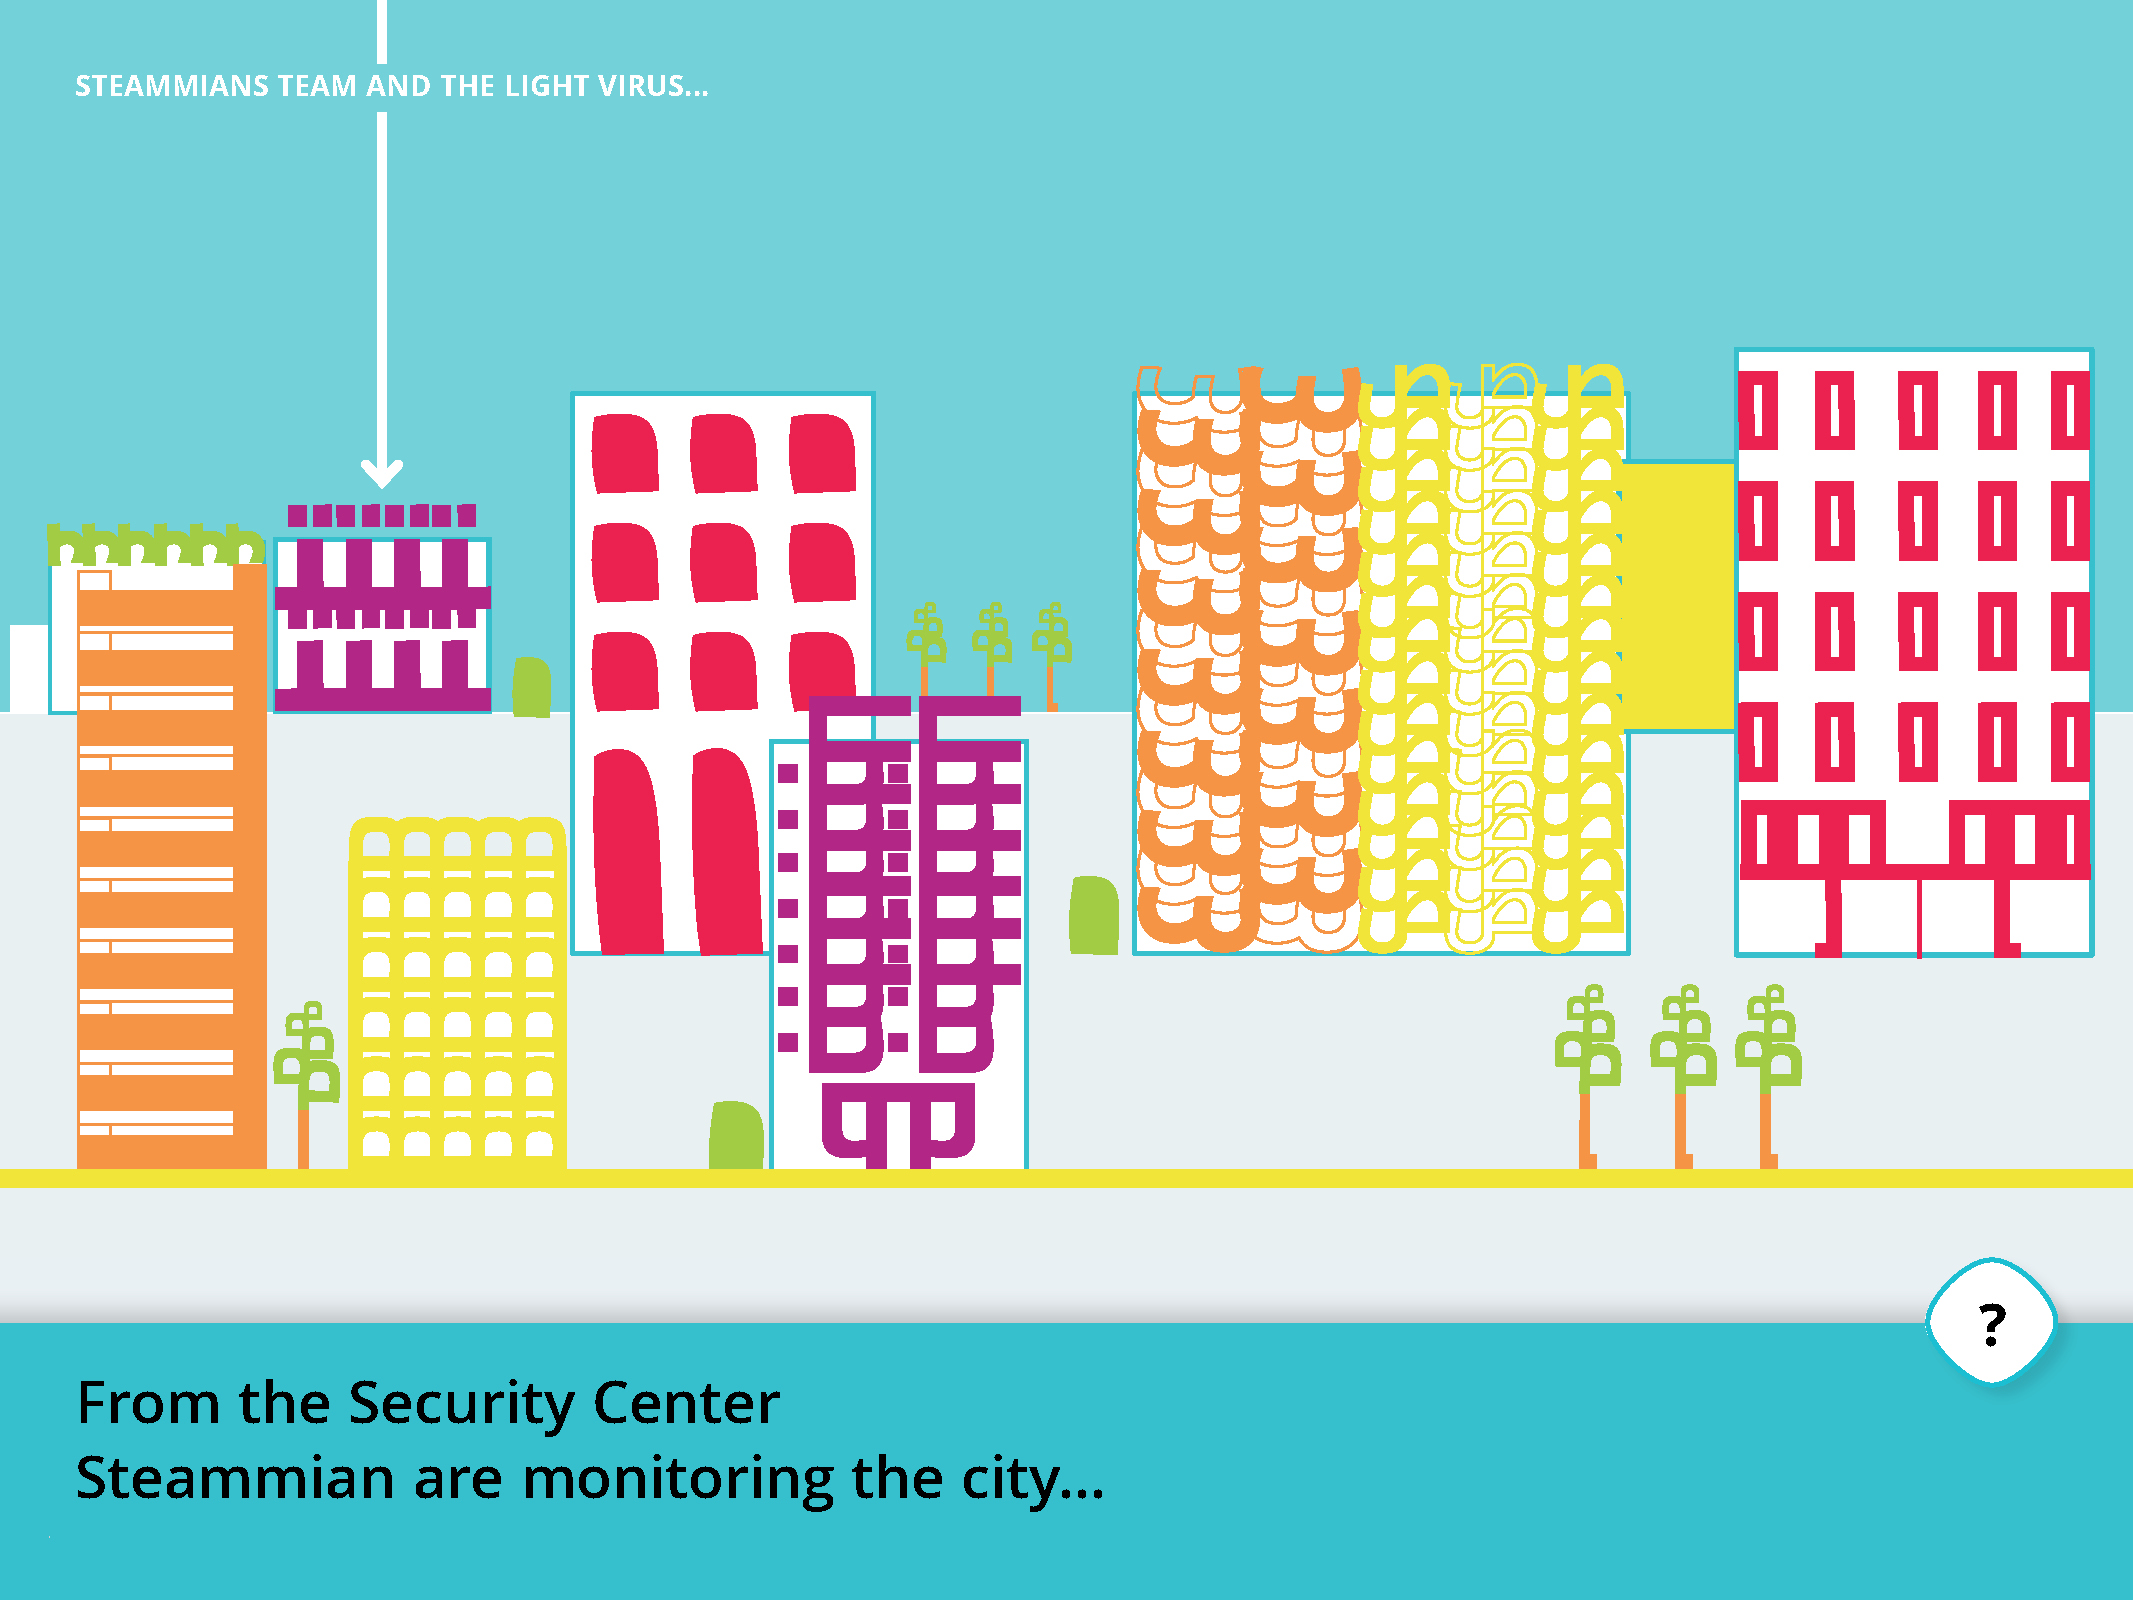 STEAMMIANS TEAM AND THE LIGHT VIRUS...
?
From the Security Center
Steammian are monitoring the city...